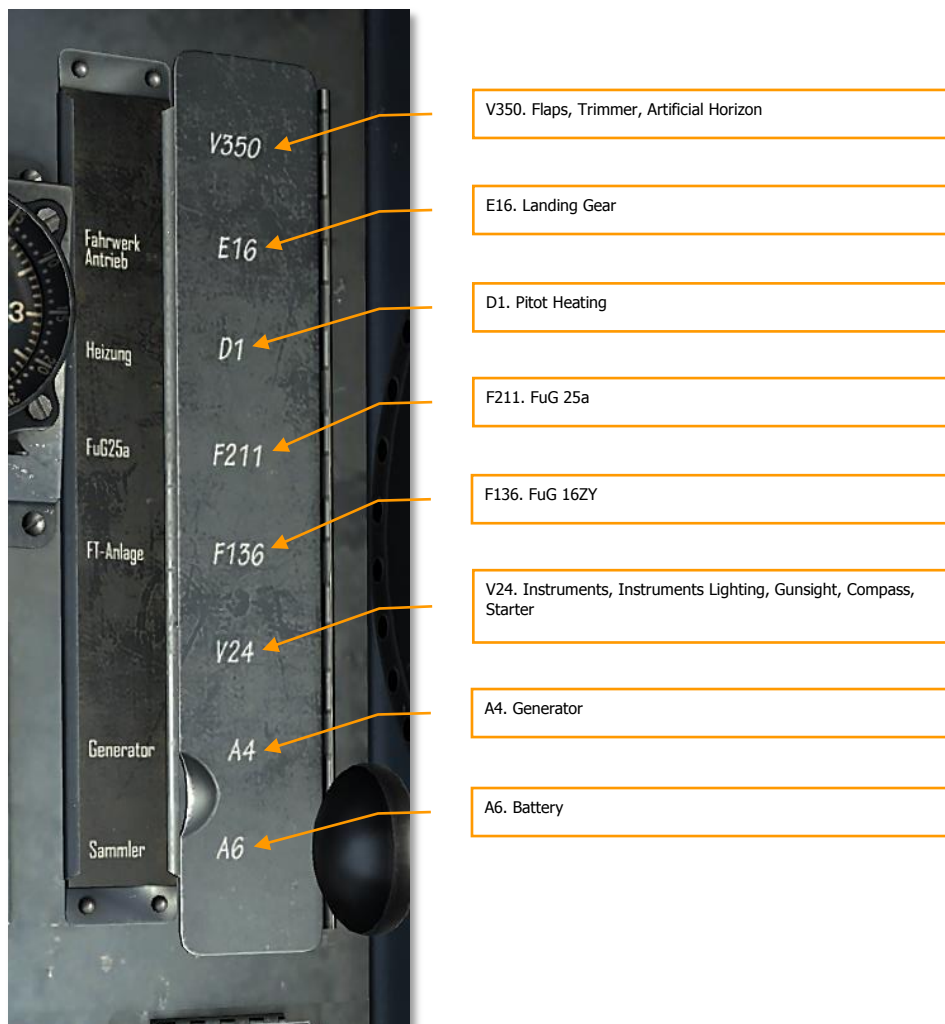 V350
V350. Flaps, Trimmer, Artificial Horizon
Fahrwerk
Antrieb
E16
E16. Landing Gear
3
Heizung
D1
D1. Pitot Heating
FuG25a
F211
F211. FuG 25a
FT-Anlage
F136
F136. FuG 16ZY
V24
V24. Instruments, Instruments Lighting, Gunsight, Compass,
Starter
Generator
A4
A4. Generator
Sammler
A6
A6. Battery